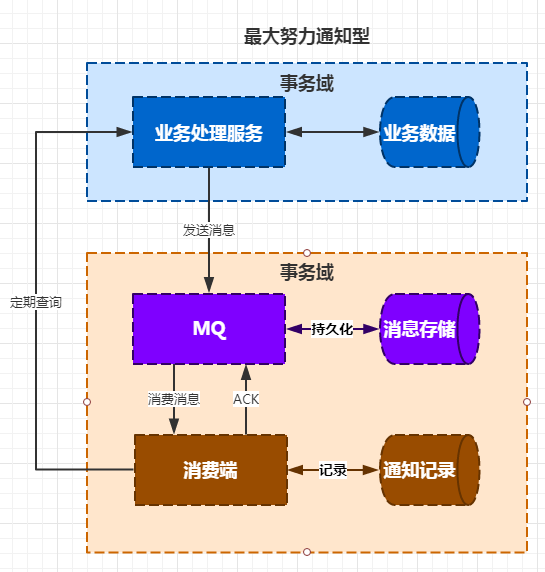 最大努力通知型
事务域
业务处理服务
业务数据
发送消息
事务域
定期查询
MQ
持久化
消息存储
消费消息
ACK
消费端
记录
通知记录